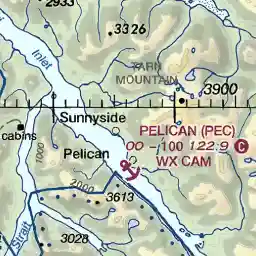 2933
3326
Inlet
YARN
MOUNTAIN
3900
Sunnyside
cabins
PELICAN (PEC)
00 - 100 122.9 C
WX CAM
1000
Pelican
2000
3613
Strait
3028